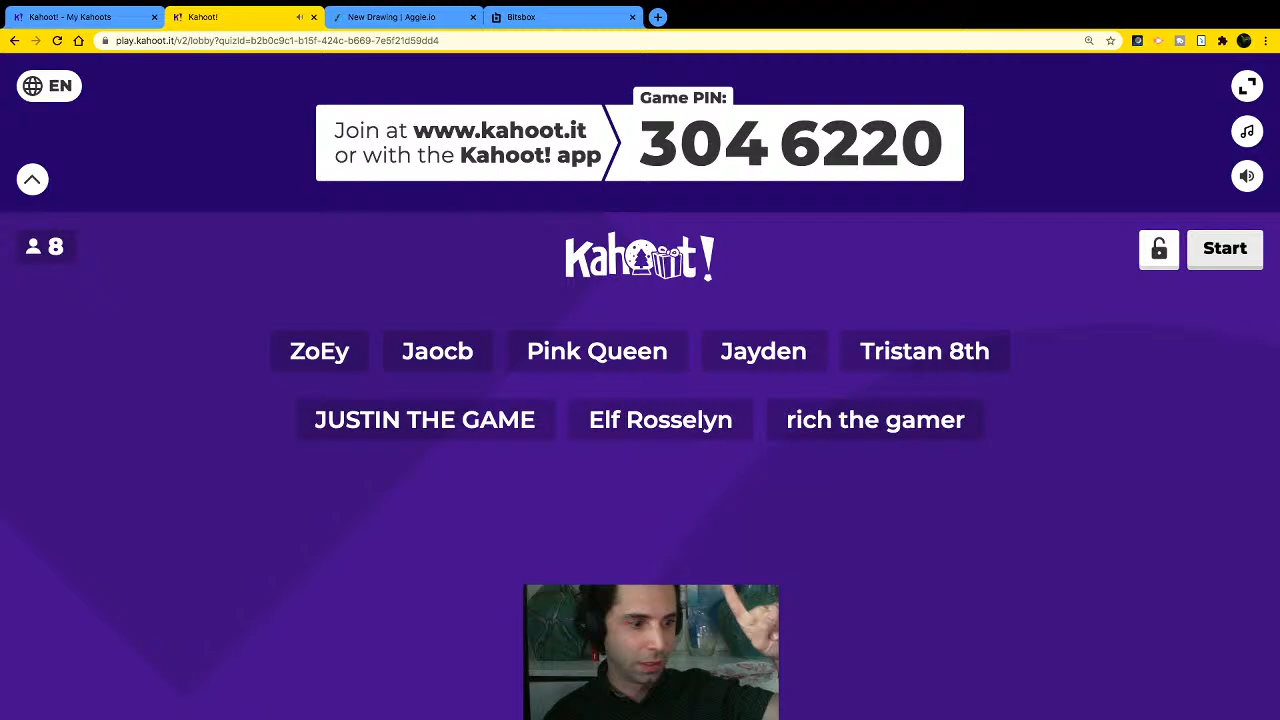 Kahoot! - My Kahoots
Kahoot!
New Drawing | Aggie.io
Bitsbox
play.kahoot.it/v2/lobby?quizId=b2b0c9c1-b15f-424c-b669-7e5f21d59dd4
EN
Game PIN:
Join at www.kahoot.it
or with the Kahoot! app
304 6220
8
Kahoot!
Start
ZoEy
Jaocb
Pink Queen
Jayden
Tristan 8th
JUSTIN THE GAME
Elf Rosselyn
rich the gamer